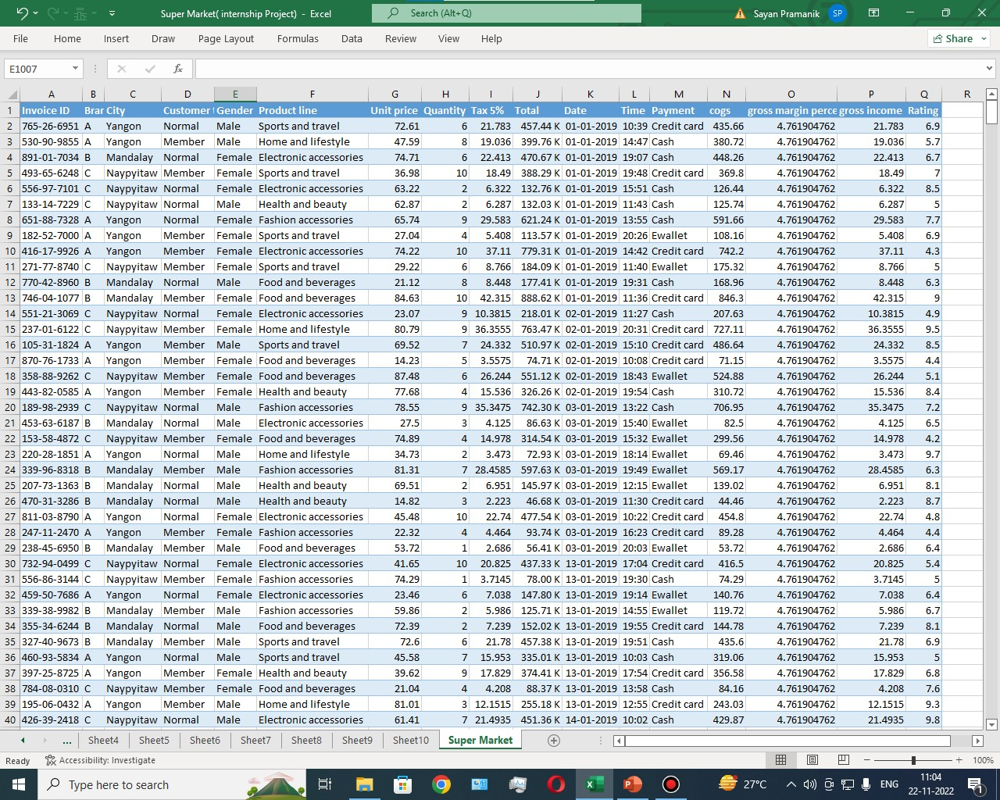 Super Market( internship Project) - Excel
Search (Alt+Q)
Sayan Pramanik SP
File Home Insert Draw Page Layout Formulas Data Review View Help Share
E1007 fx
A B C D E F G H I J K L M N O P Q R
1 Invoice ID Brar City Customer t Gender Product line Unit price Quantity Tax 5% Total Date Time Payment cogs gross margin perce gross income Rating
2 765-26-6951 A Yangon Normal Male Sports and travel 72.61 6 21.783 457.44 K 01-01-2019 10:39 Credit card 435.66 4.761904762 21.783 6.9
3 530-90-9855 A Yangon Member Male Home and lifestyle 47.59 8 19.036 399.76 K 01-01-2019 14:47 Cash 380.72 4.761904762 19.036 5.7
4 891-01-7034 B Mandalay Normal Female Electronic accessories 74.71 6 22.413 470.67 K 01-01-2019 19:07 Cash 448.26 4.761904762 22.413 6.7
5 493-65-6248 C Naypyitaw Normal Female Sports and travel 36.98 10 18.49 388.29 K 01-01-2019 19:48 Credit card 369.8 4.761904762 18.49 7
6 556-97-7101 C Naypyitaw Normal Female Electronic accessories 63.22 2 6.322 132.76 K 01-01-2019 15:51 Cash 126.44 4.761904762 6.322 8.5
7 133-14-7229 C Naypyitaw Normal Male Health and beauty 62.87 2 6.287 132.03 K 01-01-2019 11:43 Cash 125.74 4.761904762 6.287 5
8 651-88-7328 A Yangon Normal Female Fashion accessories 65.74 9 29.583 621.24 K 01-01-2019 13:55 Cash 591.66 4.761904762 29.583 7.7
9 182-52-7000 A Yangon Member Female Sports and travel 27.04 4 5.408 113.57 K 01-01-2019 20:26 Ewallet 108.16 4.761904762 5.408 6.9
10 416-17-9926 A Yangon Member Female Electronic accessories 74.22 10 37.11 779.31 K 01-01-2019 14:42 Credit card 742.2 4.761904762 37.11 4.3
11 271-77-8740 C Naypyitaw Member Female Sports and travel 29.22 6 8.766 184.09 K 01-01-2019 11:40 Ewallet 175.32 4.761904762 8.766 5
12 770-42-8960 B Mandalay Normal Male Food and beverages 21.12 8 8.448 177.41 K 01-01-2019 19:31 Cash 168.96 4.761904762 8.448 6.3
13 746-04-1077 B Mandalay Member Female Food and beverages 84.63 10 42.315 888.62 K 01-01-2019 11:36 Credit card 846.3 4.761904762 42.315 9
14 551-21-3069 C Naypyitaw Normal Female Electronic accessories 23.07 9 10.3815 218.01 K 02-01-2019 11:27 Cash 207.63 4.761904762 10.3815 4.9
15 237-01-6122 C Naypyitaw Member Female Home and lifestyle 80.79 9 36.3555 763.47 K 02-01-2019 20:31 Credit card 727.11 4.761904762 36.3555 9.5
16 105-31-1824 A Yangon Member Male Sports and travel 69.52 7 24.332 510.97 K 02-01-2019 15:10 Credit card 486.64 4.761904762 24.332 8.5
17 870-76-1733 A Yangon Member Female Food and beverages 14.23 5 3.5575 74.71 K 02-01-2019 10:08 Credit card 71.15 4.761904762 3.5575 4.4
18 358-88-9262 C Naypyitaw Member Female Food and beverages 87.48 6 26.244 551.12 K 02-01-2019 18:43 Ewallet 524.88 4.761904762 26.244 5.1
19 443-82-0585 A Yangon Member Female Health and beauty 77.68 4 15.536 326.26 K 02-01-2019 19:54 Cash 310.72 4.761904762 15.536 8.4
20 189-98-2939 C Naypyitaw Normal Male Fashion accessories 78.55 9 35.3475 742.30 K 03-01-2019 13:22 Cash 706.95 4.761904762 35.3475 7.2
21 453-63-6187 B Mandalay Normal Male Electronic accessories 27.5 3 4.125 86.63 K 03-01-2019 15:40 Ewallet 82.5 4.761904762 4.125 6.5
22 153-58-4872 C Naypyitaw Member Female Food and beverages 74.89 4 14.978 314.54 K 03-01-2019 15:32 Ewallet 299.56 4.761904762 14.978 4.2
23 220-28-1851 A Yangon Normal Male Home and lifestyle 34.73 2 3.473 72.93 K 03-01-2019 18:14 Ewallet 69.46 4.761904762 3.473 9.7
24 339-96-8318 B Mandalay Member Male Fashion accessories 81.31 7 28.4585 597.63 K 03-01-2019 19:49 Ewallet 569.17 4.761904762 28.4585 6.3
25 207-73-1363 B Mandalay Normal Male Health and beauty 69.51 2 6.951 145.97 K 03-01-2019 12:15 Ewallet 139.02 4.761904762 6.951 8.1
26 470-31-3286 B Mandalay Normal Male Health and beauty 14.82 3 2.223 46.68 K 03-01-2019 11:30 Credit card 44.46 4.761904762 2.223 8.7
27 811-03-8790 A Yangon Normal Female Electronic accessories 45.48 10 22.74 477.54 K 03-01-2019 10:22 Credit card 454.8 4.761904762 22.74 4.8
28 247-11-2470 A Yangon Member Female Fashion accessories 22.32 4 4.464 93.74 K 03-01-2019 16:23 Credit card 89.28 4.761904762 4.464 4.4
29 238-45-6950 B Mandalay Member Male Food and beverages 53.72 1 2.686 56.41 K 03-01-2019 20:03 Ewallet 53.72 4.761904762 2.686 6.4
30 732-94-0499 C Naypyitaw Normal Female Electronic accessories 41.65 10 20.825 437.33 K 13-01-2019 17:04 Credit card 416.5 4.761904762 20.825 5.4
31 556-86-3144 C Naypyitaw Member Female Fashion accessories 74.29 1 3.7145 78.00 K 13-01-2019 19:30 Cash 74.29 4.761904762 3.7145 5
32 459-50-7686 A Yangon Normal Female Electronic accessories 23.46 6 7.038 147.80 K 13-01-2019 19:14 Ewallet 140.76 4.761904762 7.038 6.4
33 339-38-9982 B Mandalay Member Male Fashion accessories 59.86 2 5.986 125.71 K 13-01-2019 14:55 Ewallet 119.72 4.761904762 5.986 6.7
34 355-34-6244 B Mandalay Normal Male Food and beverages 72.39 2 7.239 152.02 K 13-01-2019 19:55 Credit card 144.78 4.761904762 7.239 8.1
35 327-40-9673 B Mandalay Member Male Sports and travel 72.6 6 21.78 457.38 K 13-01-2019 19:51 Cash 435.6 4.761904762 21.78 6.9
36 460-93-5834 A Yangon Normal Male Sports and travel 45.58 7 15.953 335.01 K 13-01-2019 10:03 Cash 319.06 4.761904762 15.953 5
37 397-25-8725 A Yangon Member Female Health and beauty 39.62 9 17.829 374.41 K 13-01-2019 17:54 Credit card 356.58 4.761904762 17.829 6.8
38 784-08-0310 C Naypyitaw Member Female Food and beverages 21.04 4 4.208 88.37 K 13-01-2019 13:58 Cash 84.16 4.761904762 4.208 7.6
39 195-06-0432 A Yangon Member Male Home and lifestyle 81.01 3 12.1515 255.18 K 13-01-2019 12:55 Credit card 243.03 4.761904762 12.1515 9.3
40 426-39-2418 C Naypyitaw Normal Male Electronic accessories 61.41 7 21.4935 451.36 K 14-01-2019 10:02 Cash 429.87 4.761904762 21.4935 9.8
... Sheet4 Sheet5 Sheet6 Sheet7 Sheet8 Sheet9 Sheet10 Super Market
Ready Accessibility: Investigate 100%
Type here to search 27°C ENG 11:04
22-11-2022 1